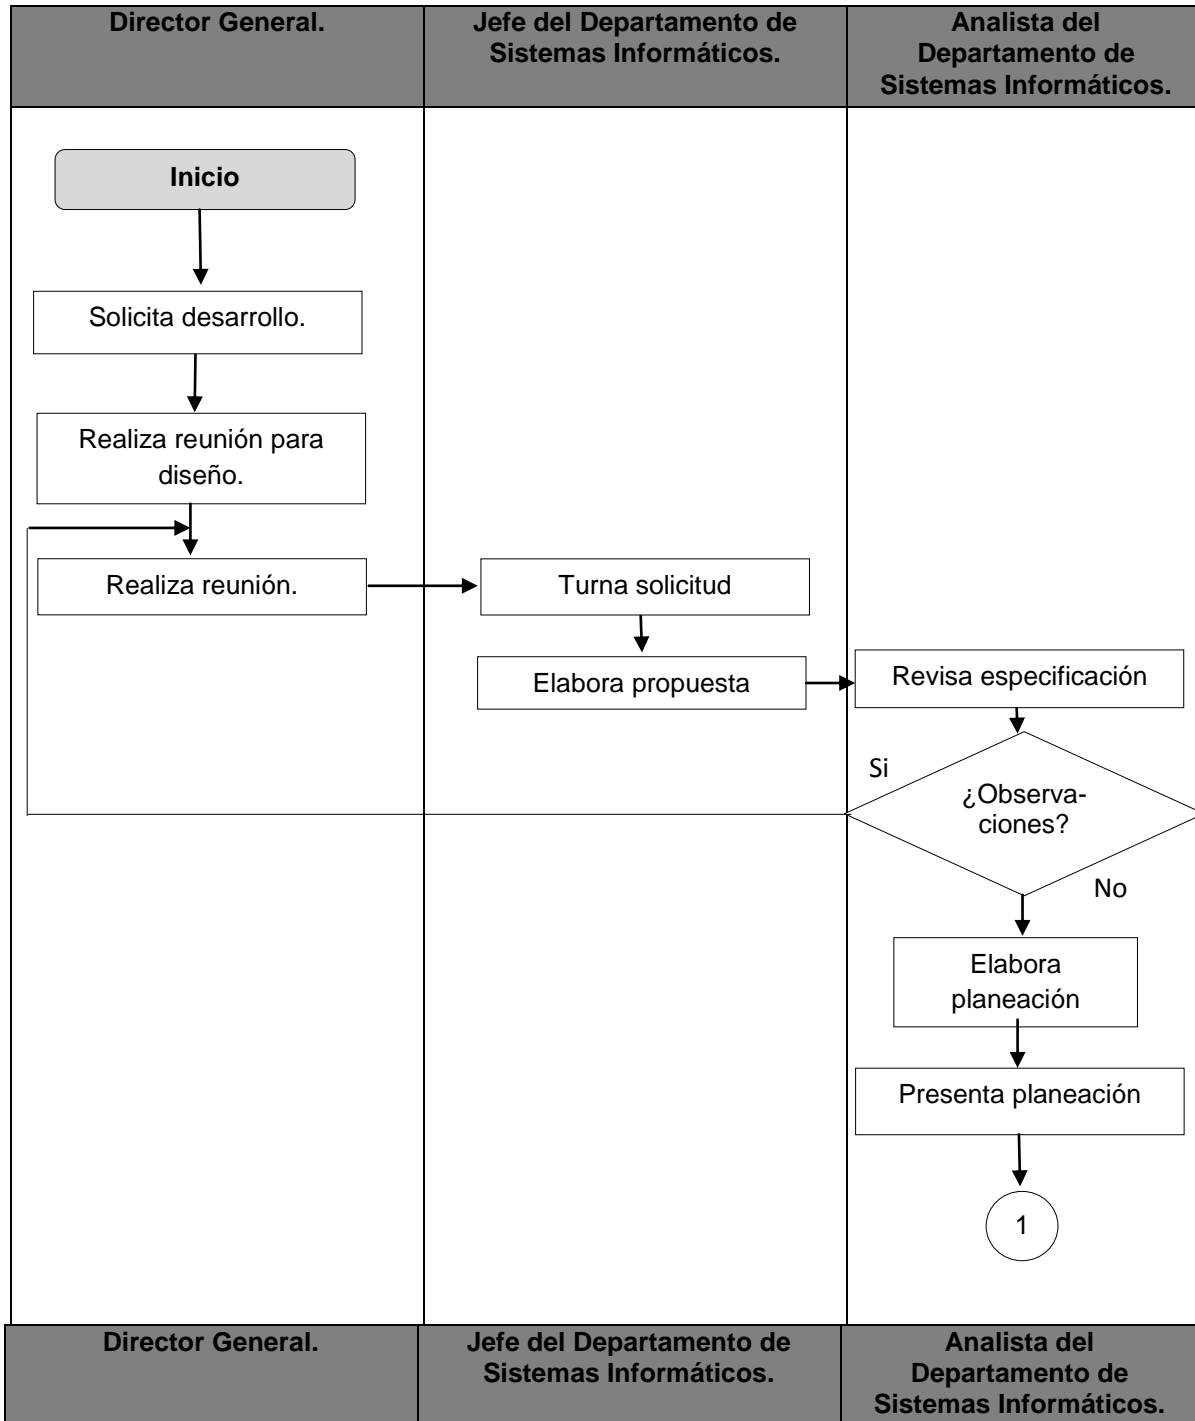 Director General.
Jefe del Departamento de
Sistemas Informáticos.
Analista del
Departamento de
Sistemas Informáticos.
Inicio
Solicita desarrollo.
Realiza reunión para
diseño.
Realiza reunión.
Turna solicitud
Elabora propuesta
Revisa especificación
Si
¿Observa-
ciones?
No
Elabora
planeación
Presenta planeación
1
Director General.
Jefe del Departamento de
Sistemas Informáticos.
Analista del
Departamento de
Sistemas Informáticos.